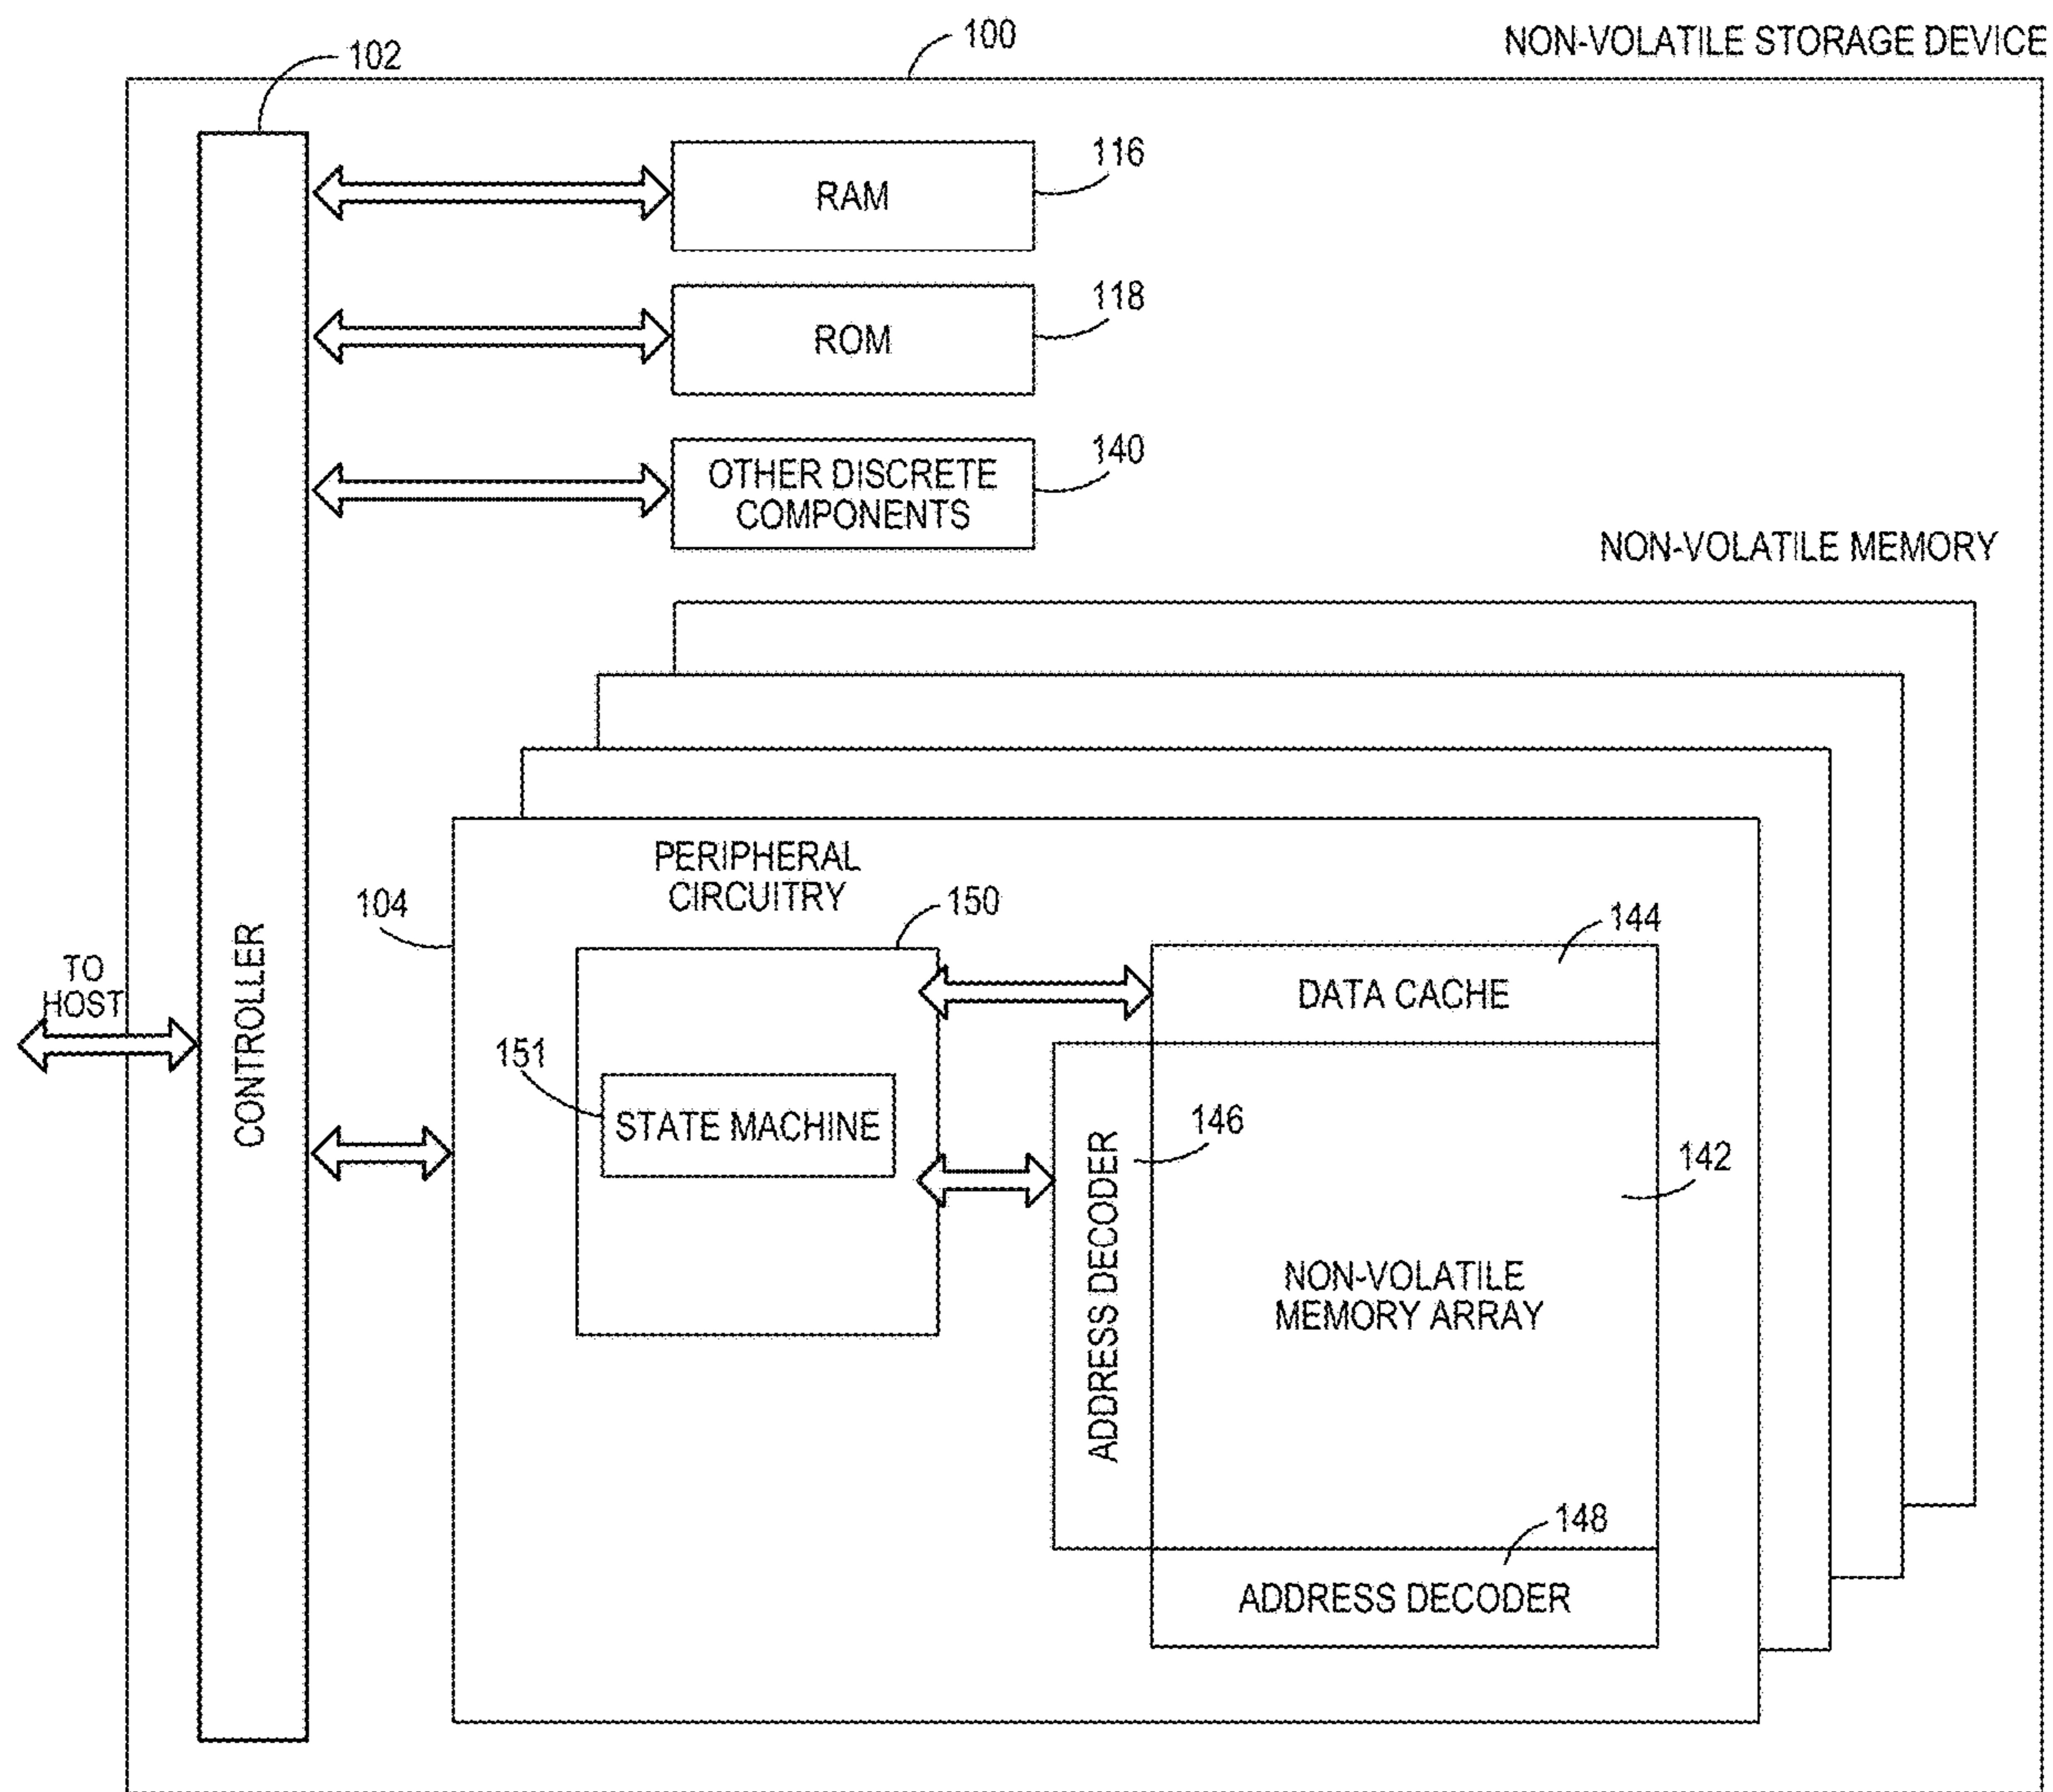 NON-VOLATILE STORAGE DEVICE
100
102
RAM
116
ROM
118
OTHER DISCRETE
COMPONENTS
140
NON-VOLATILE MEMORY
PERIPHERAL
CIRCUITRY
104
150
144
TO
HOST
CONTROLLER
DATA CACHE
151
STATE MACHINE
146
ADDRESS DECODER
142
NON-VOLATILE
MEMORY ARRAY
148
ADDRESS DECODER